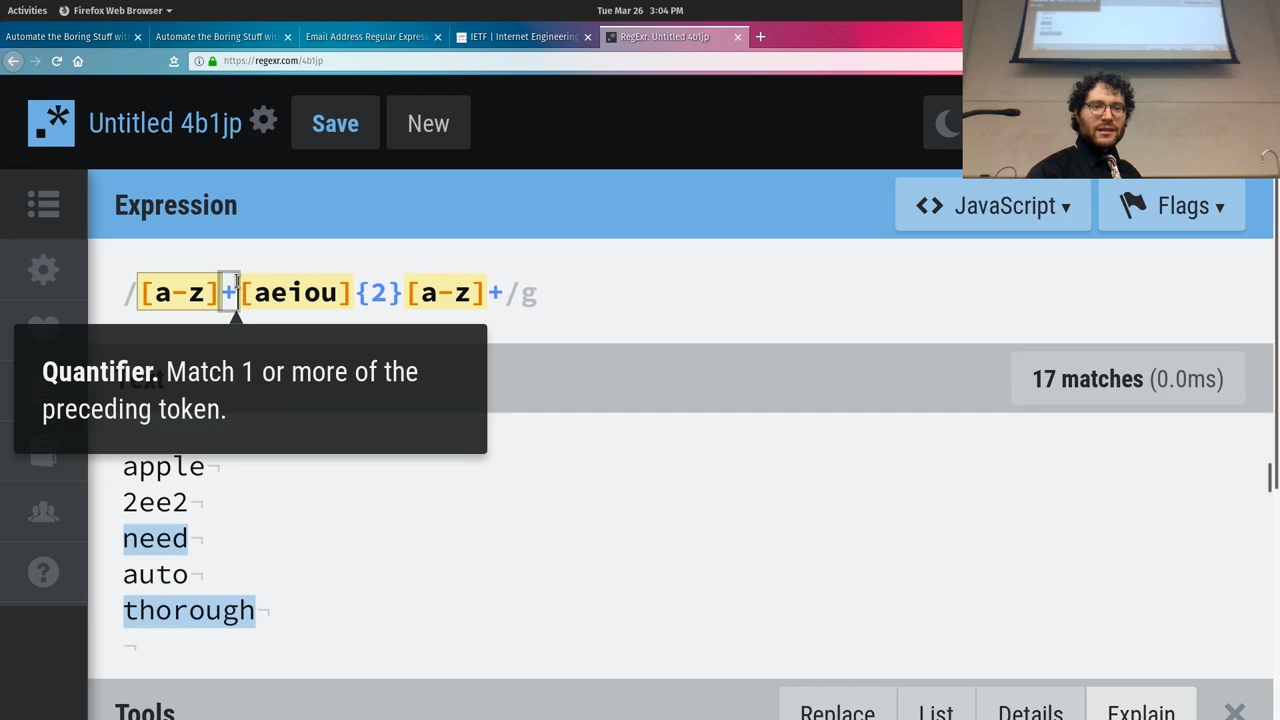 Activities Firefox Web Browser ▾ Tue Mar 26 3:04 PM
Automate the Boring Stuff wit × Automate the Boring Stuff with × Email Address Regular Express × IETF | Internet Engineering × RegExr: Untitled 4b1jp × +
https://regexr.com/4b1jp
.* Untitled 4b1jp Save New
Expression <> JavaScript ▾ Flags ▾
/[a-z]+[aeiou]{2}[a-z]+/g
Quantifier. Match 1 or more of the
preceding token.
17 matches (0.0ms)
apple¬
2ee2¬
need¬
auto¬
thorough¬
¬
Tools Replace List Details Explain ×